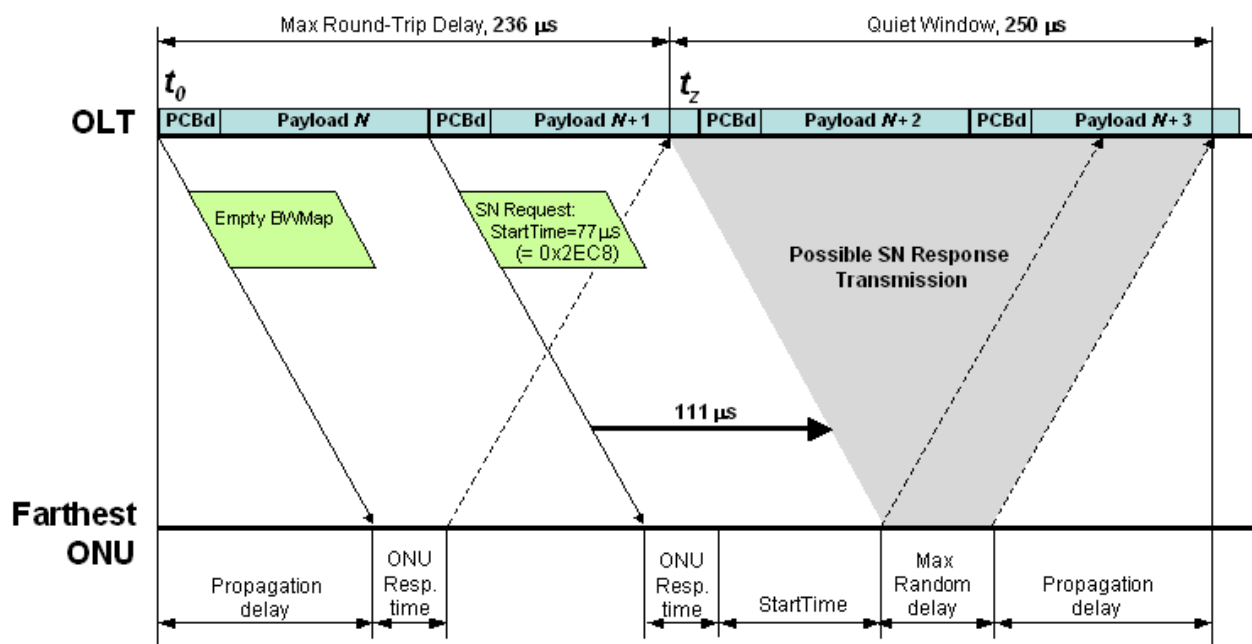 Max Round-Trip Delay, 236 µs
Quiet Window, 250 µs
t0
tz
OLT
PCBd
Payload N
PCBd
Payload N+1
PCBd
Payload N+2
PCBd
Payload N+3
Empty BWMap
SN Request:
StartTime=77µs
(= 0x2EC8)
Possible SN Response
Transmission
111 µs
Farthest
ONU
Propagation
delay
ONU
Resp.
time
ONU
Resp.
time
StartTime
Max
Random
delay
Propagation
delay